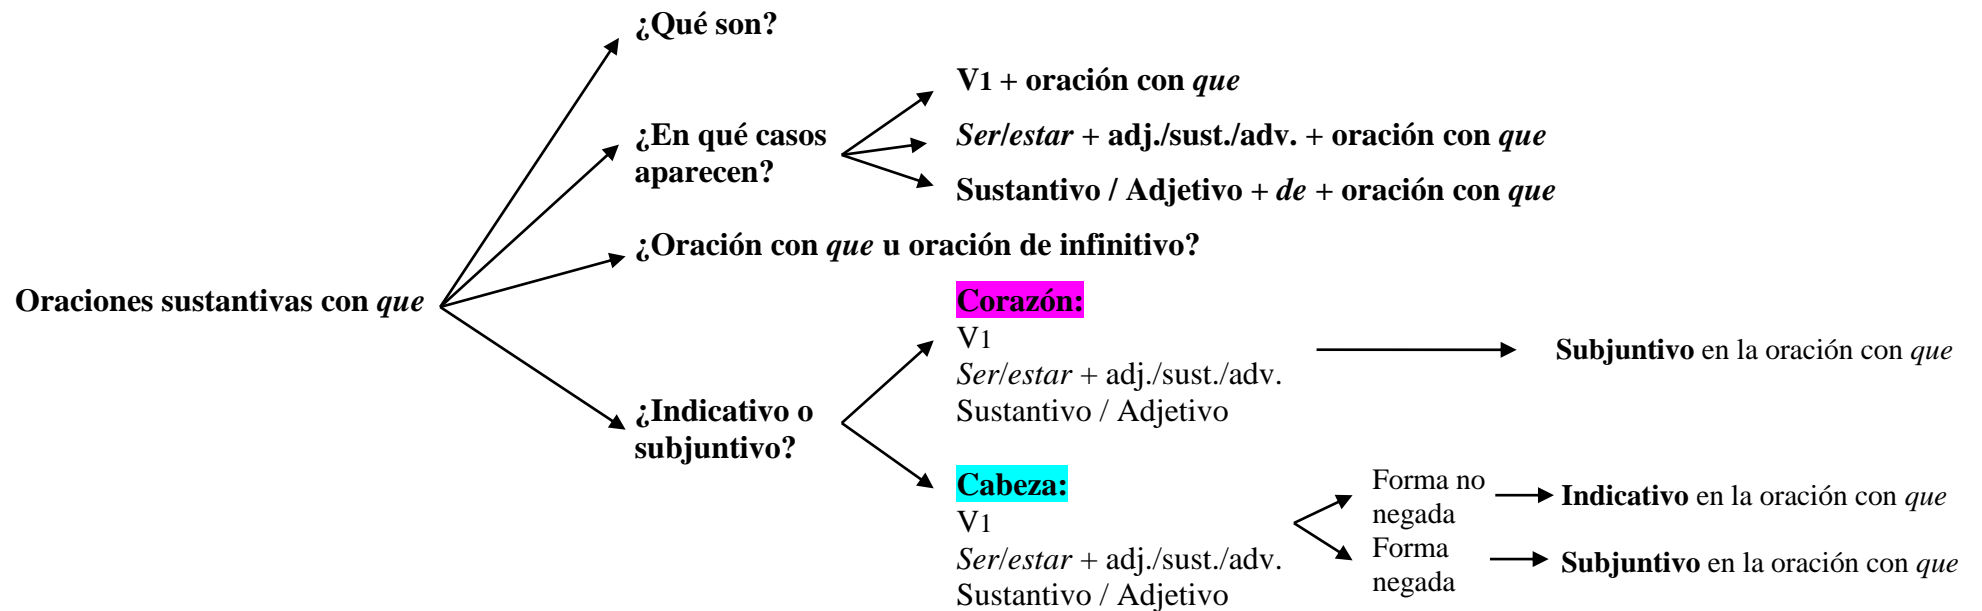 ¿Qué son?
V1 + oración con que
¿En qué casos
aparecen?
Ser/estar + adj./sust./adv. + oración con que
Sustantivo / Adjetivo + de + oración con que
¿Oración con que u oración de infinitivo?
Oraciones sustantivas con que
¿Indicativo o
subjuntivo?
Corazón:
V1
Ser/estar + adj./sust./adv.
Sustantivo / Adjetivo
Subjuntivo en la oración con que
Cabeza:
V1
Ser/estar + adj./sust./adv.
Sustantivo / Adjetivo
Forma no
negada
Indicativo en la oración con que
Forma
negada
Subjuntivo en la oración con que